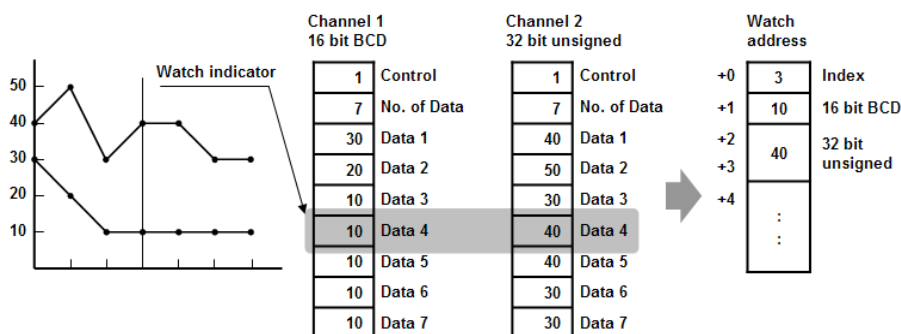 Channel 1
16 bit BCD
Channel 2
32 bit unsigned
Watch
address
Watch indicator
50
40
30
20
10
1 Control
7 No. of Data
30 Data 1
20 Data 2
10 Data 3
10 Data 4
10 Data 5
10 Data 6
10 Data 7
1 Control
7 No. of Data
40 Data 1
50 Data 2
30 Data 3
40 Data 4
40 Data 5
30 Data 6
30 Data 7
+0 3 Index
+1 10 16 bit BCD
+2
+3
40
32 bit
unsigned
+4
:
: